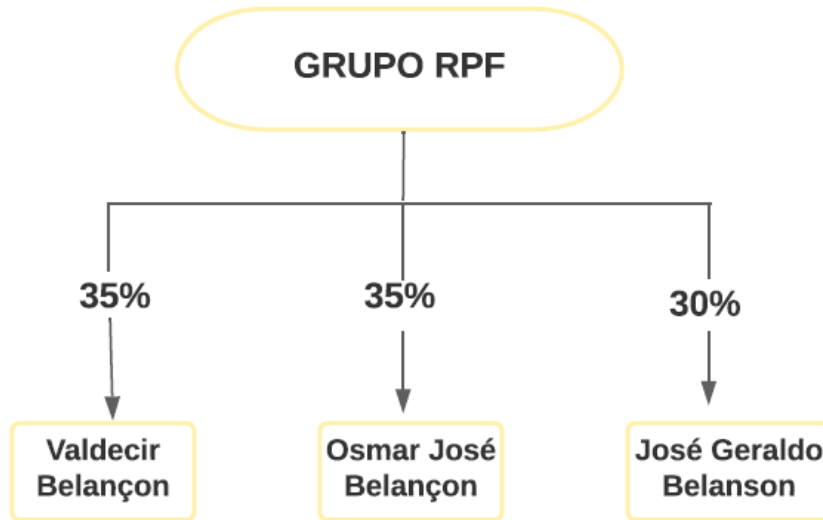 GRUPO RPF
35%
35%
30%
Valdecir
Belançon
Osmar José
Belançon
José Geraldo
Belanson